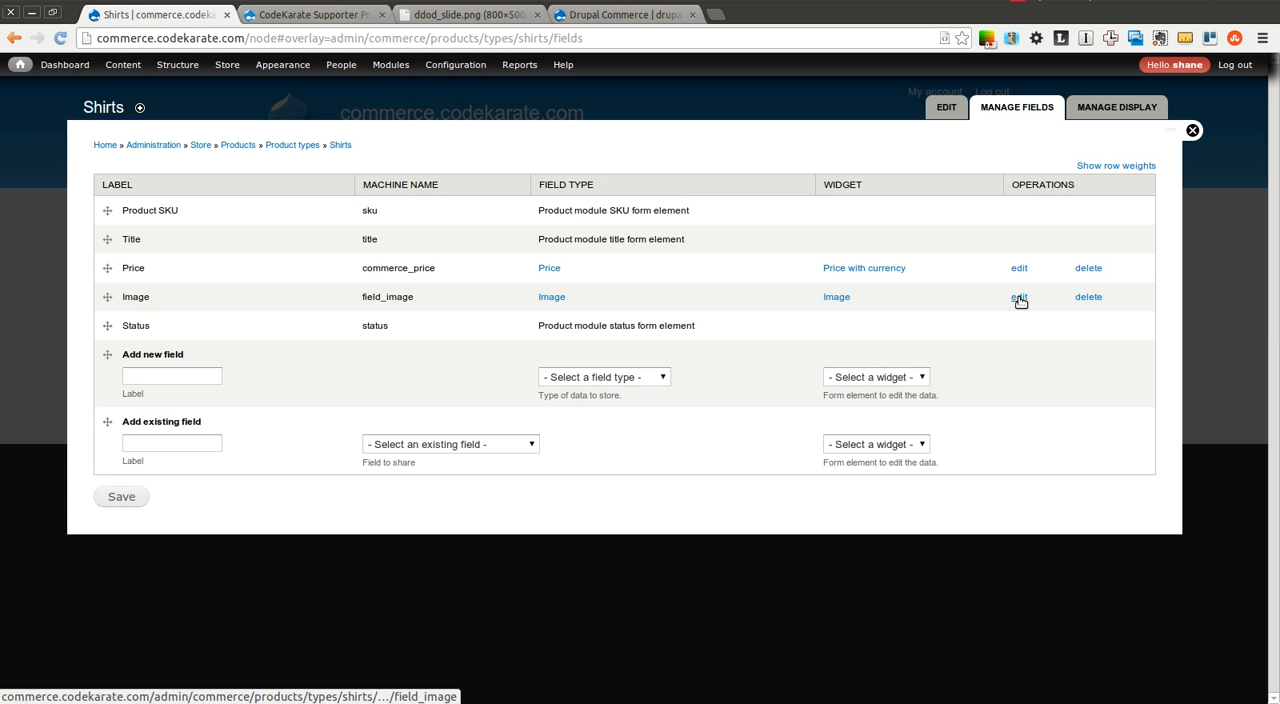 Shirts | commerce.codeka
CodeKarate Supporter P
ddod_slide.png (800×500
Drupal Commerce | drupa
commerce.codekarate.com/node#overlay=admin/commerce/products/types/shirts/fields
Dashboard Content Structure Store Appearance People Modules Configuration Reports Help Hello shane Log out
My account Log out
Shirts
commerce.codekarate.com
EDIT MANAGE FIELDS MANAGE DISPLAY
Home » Administration » Store » Products » Product types » Shirts
Show row weights
LABEL MACHINE NAME FIELD TYPE WIDGET OPERATIONS
Product SKU sku Product module SKU form element
Title title Product module title form element
Price commerce_price Price Price with currency edit delete
Image field_image Image Image edit delete
Status status Product module status form element
Add new field
- Select a field type - - Select a widget -
Label Type of data to store. Form element to edit the data.
Add existing field
- Select an existing field - - Select a widget -
Label Field to share Form element to edit the data.
Save
commerce.codekarate.com/admin/commerce/products/types/shirts/…/field_image